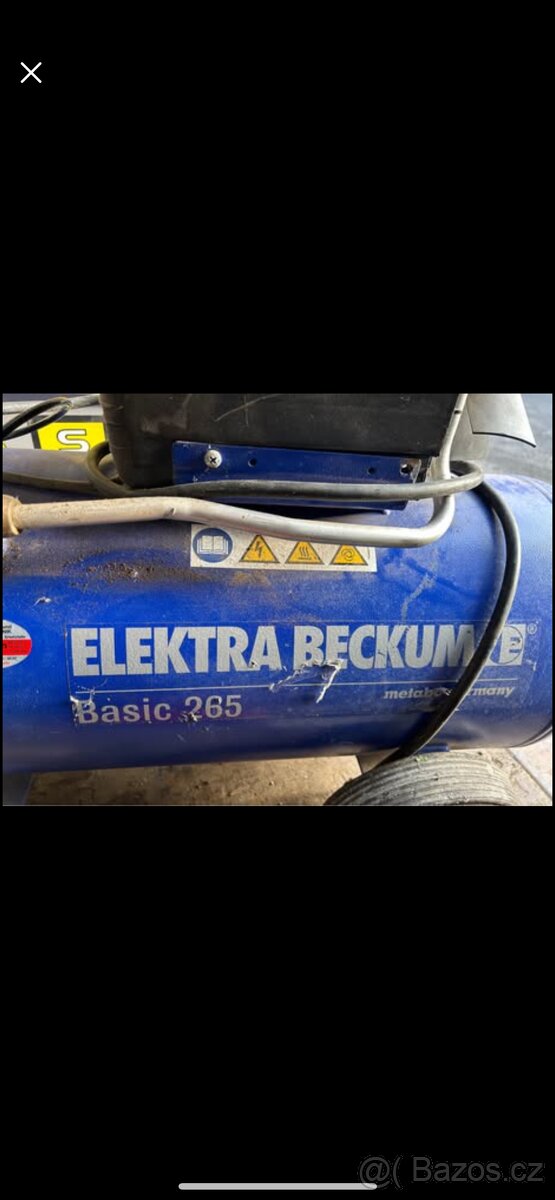 S
ELEKTRA BECKUM E®
Basic 265
@( Bazos.cz